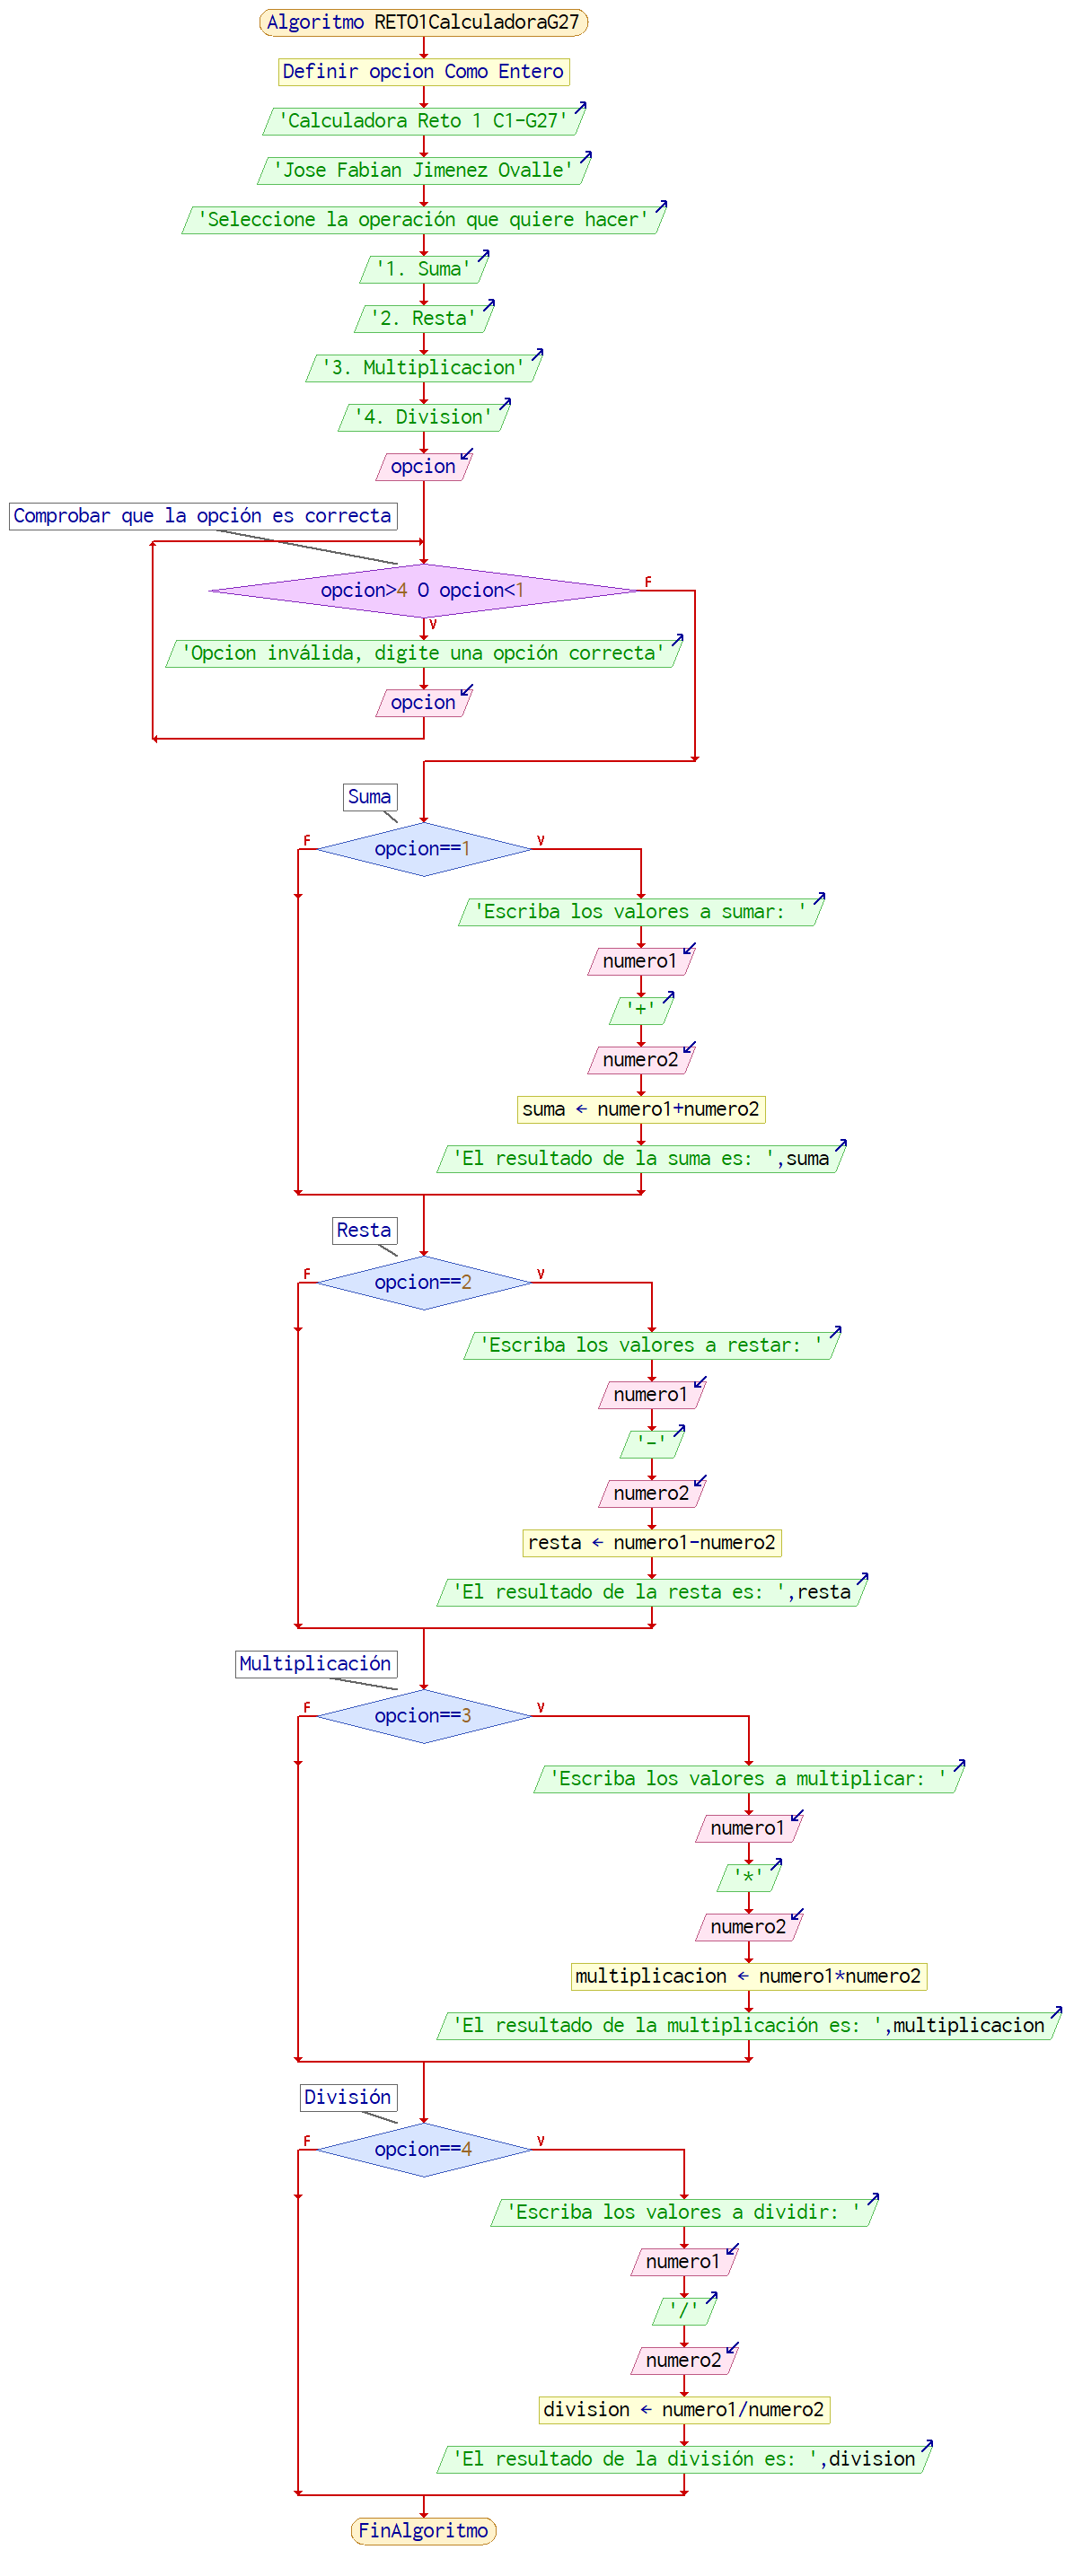 Algoritmo RETO1CalculadoraG27
Definir opcion Como Entero
'Calculadora Reto 1 C1-G27'
'Jose Fabian Jimenez Ovalle'
'Seleccione la operación que quiere hacer'
'1. Suma'
'2. Resta'
'3. Multiplicacion'
'4. Division'
opcion
Comprobar que la opción es correcta
opcion>4 O opcion<1
F
V
'Opcion inválida, digite una opción correcta'
opcion
Suma
F
opcion==1
V
'Escriba los valores a sumar: '
numero1
'+'
numero2
suma ← numero1+numero2
'El resultado de la suma es: ',suma
Resta
F
opcion==2
V
'Escriba los valores a restar: '
numero1
'-'
numero2
resta ← numero1-numero2
'El resultado de la resta es: ',resta
Multiplicación
F
opcion==3
V
'Escriba los valores a multiplicar: '
numero1
'*'
numero2
multiplicacion ← numero1*numero2
'El resultado de la multiplicación es: ',multiplicacion
División
F
opcion==4
V
'Escriba los valores a dividir: '
numero1
'/'
numero2
division ← numero1/numero2
'El resultado de la división es: ',division
FinAlgoritmo